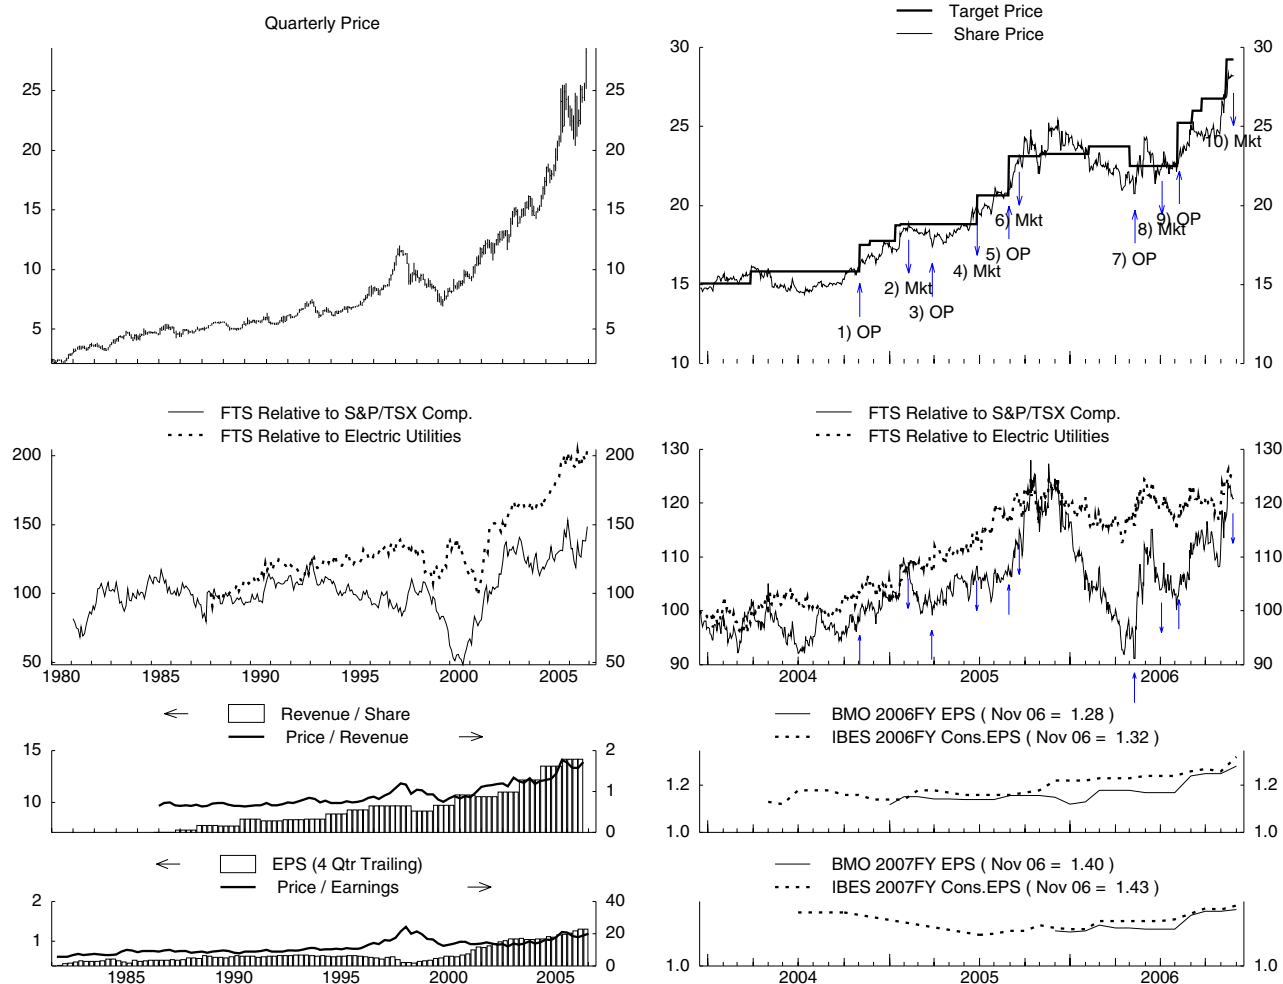 Quarterly Price
25 25
20 20
15 15
10 10
5 5
Target Price
Share Price
30 30
25 25
20 20
15 15
10 10
1) OP
2) Mkt
3) OP
4) Mkt
5) OP
6) Mkt
7) OP
8) Mkt
9) OP
10) Mkt
FTS Relative to S&P/TSX Comp.
FTS Relative to Electric Utilities
200 200
150 150
100 100
50 50
1980 1985 1990 1995 2000 2005
FTS Relative to S&P/TSX Comp.
FTS Relative to Electric Utilities
130 130
120 120
110 110
100 100
90 90
2004 2005 2006
Revenue / Share
Price / Revenue
15 2
10 1
0
BMO 2006FY EPS ( Nov 06 = 1.28 )
IBES 2006FY Cons.EPS ( Nov 06 = 1.32 )
1.2 1.2
1.0 1.0
EPS (4 Qtr Trailing)
Price / Earnings
2 40
1 20
0
1985 1990 1995 2000 2005
BMO 2007FY EPS ( Nov 06 = 1.40 )
IBES 2007FY Cons.EPS ( Nov 06 = 1.43 )
1.0 1.0
2004 2005 2006